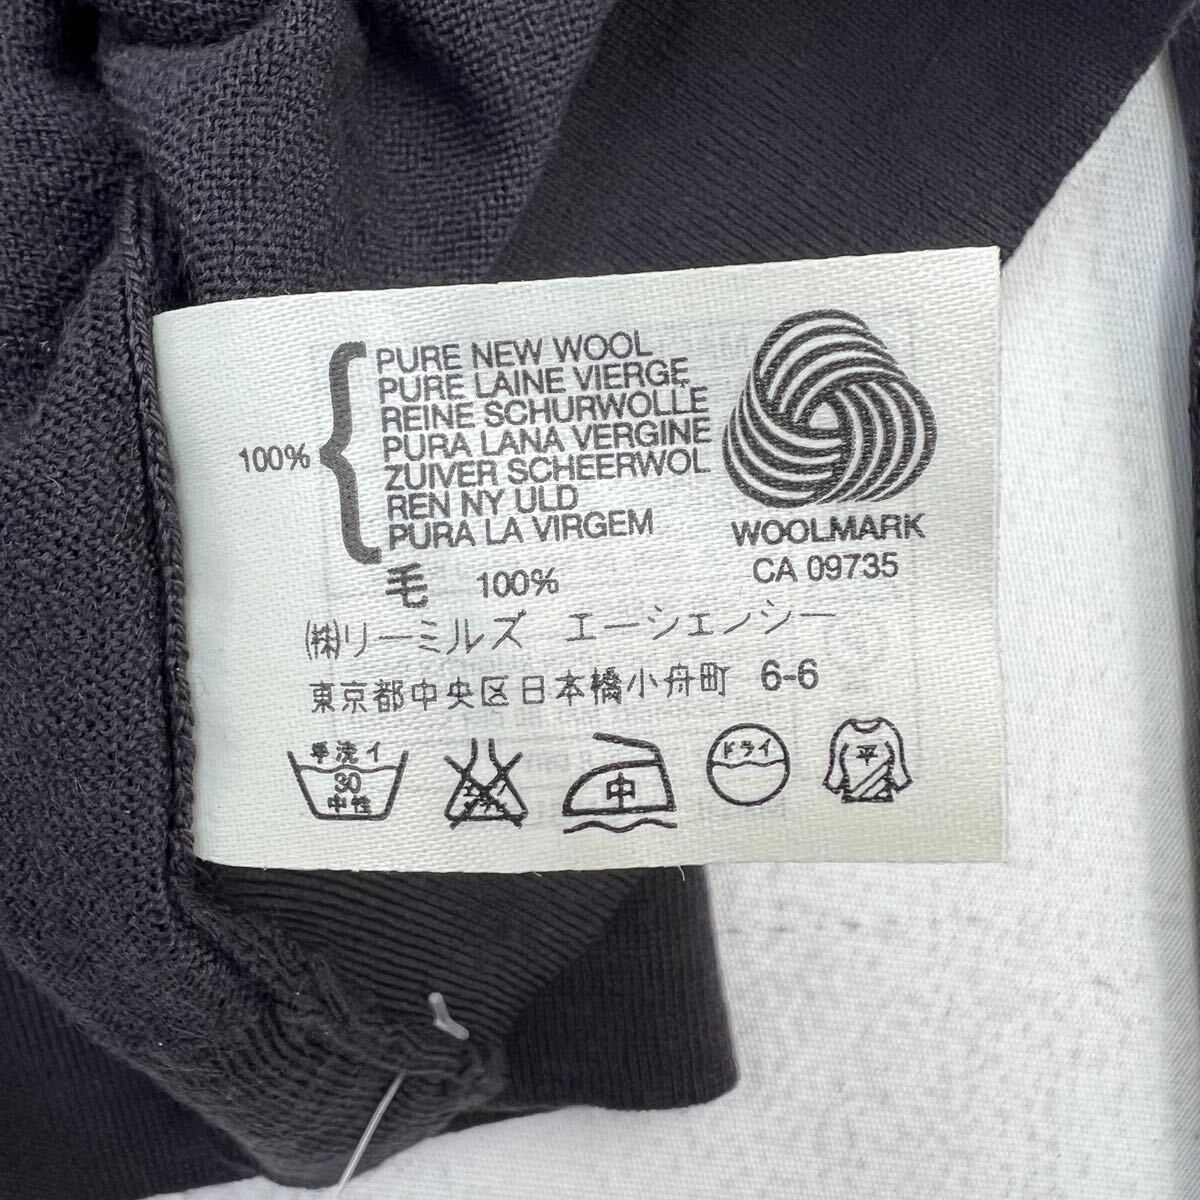 100%
PURE NEW WOOL
PURE LAINE VIERGE
REINE SCHURWOLLE
PURA LANA VERGINE
ZUIVER SCHEERWOL
REN NY ULD
PURA LA VIRGEM
WOOLMARK
CA 09735
毛 100%
㈱リーミルズ エージェンシー
東京都中央区日本橋小舟町 6-6
手洗イ
30
中性
中
ドライ
平